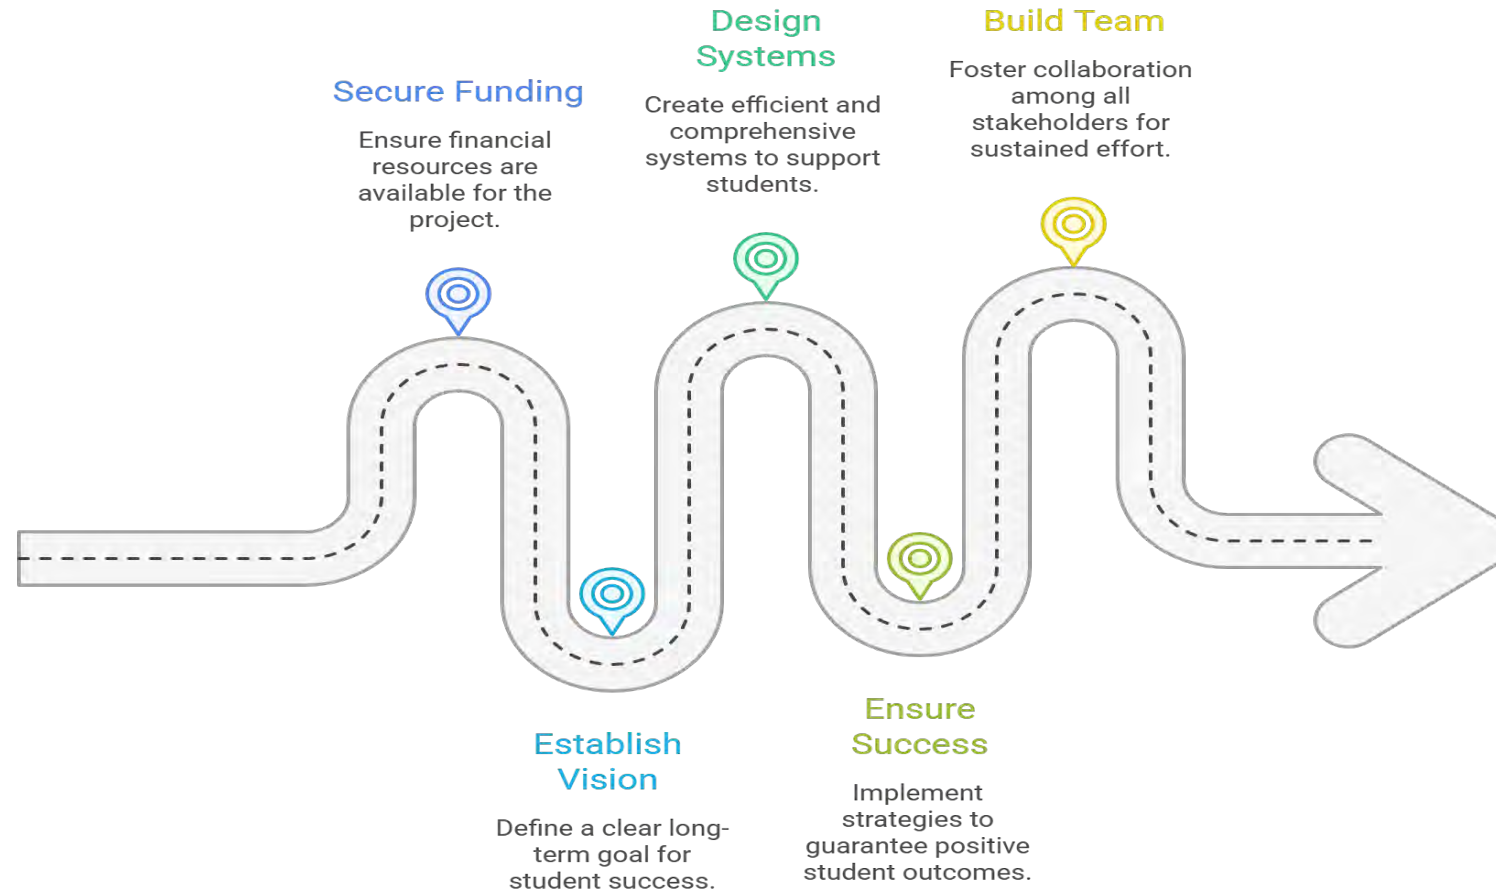 Secure Funding
Ensure financial
resources are
available for the
project.
Establish
Vision
Define a clear long-
term goal for
student success.
Design
Systems
Create efficient and
comprehensive
systems to support
students.
Ensure
Success
Implement
strategies to
guarantee positive
student outcomes.
Build Team
Foster collaboration
among all
stakeholders for
sustained effort.